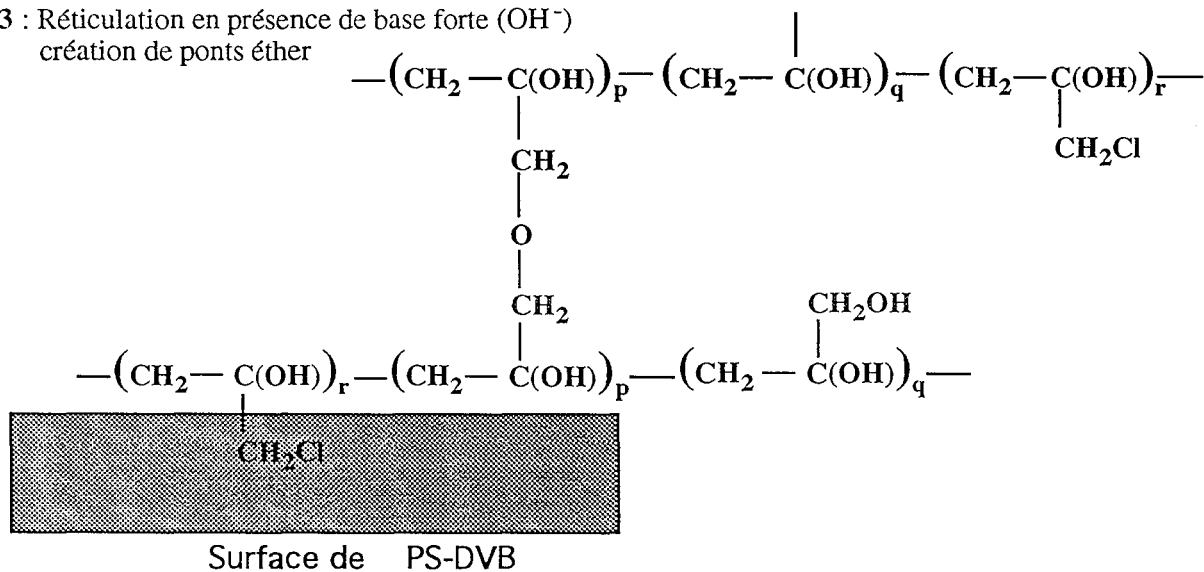 3 : Réticulation en présence de base forte (OH⁻)
création de ponts éther
—(CH₂—C(OH))p—(CH₂—C(OH))q—(CH₂—C(OH))r—
CH₂
CH₂Cl
O
CH₂
CH₂OH
—(CH₂—C(OH))r—(CH₂—C(OH))p—(CH₂—C(OH))q—
CH₂Cl
Surface de PS-DVB